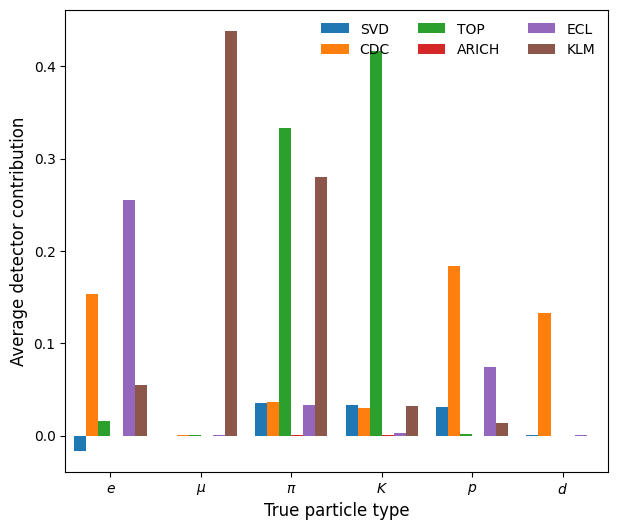 SVD TOP ECL
CDC ARICH KLM
0.4
0.3
0.2
0.1
0.0
Average detector contribution
e μ π K p d
True particle type